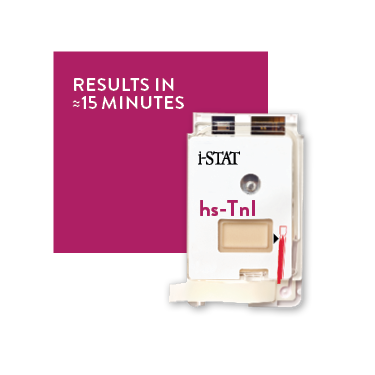 RESULTS IN
≈15 MINUTES
i-STAT
hs-TnI